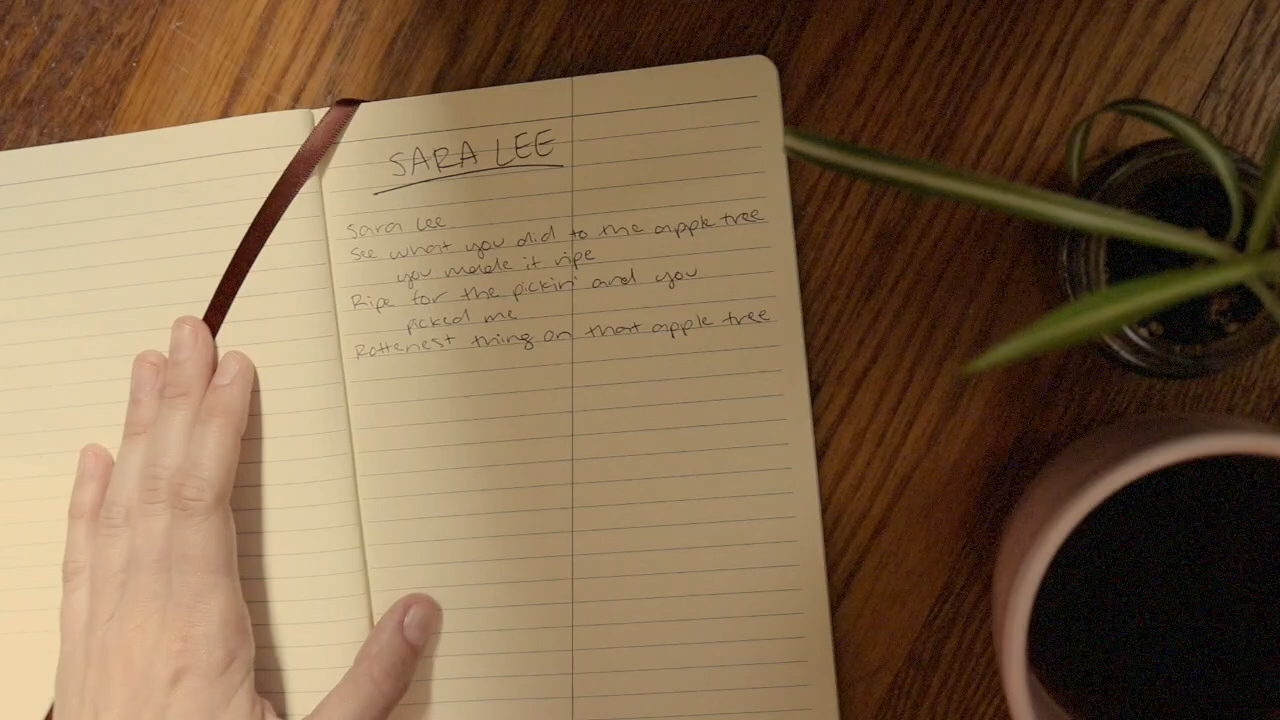 SARA LEE
Sara Lee
See what you did to the apple tree
you made it ripe
Ripe for the pickin' and you
picked me
Rottenest thing on that apple tree